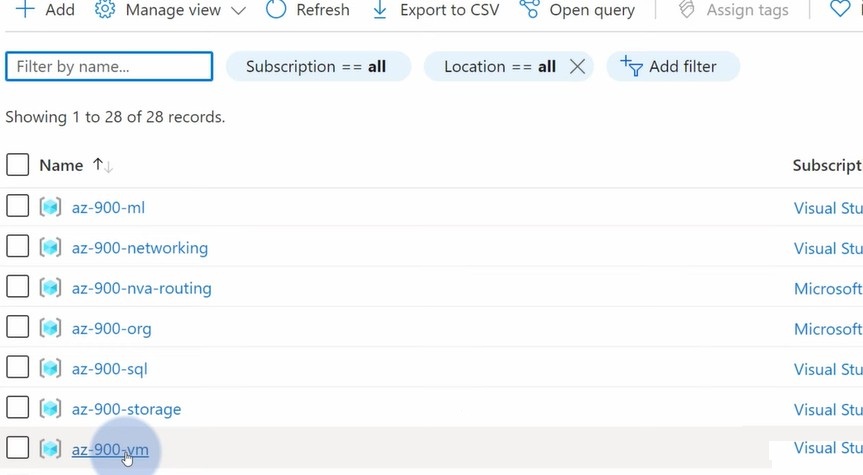 Add Manage view Refresh Export to CSV Open query Assign tags
Filter by name... Subscription == all Location == all Add filter
Showing 1 to 28 of 28 records.
Name Subscript
az-900-ml Visual Stu
az-900-networking Visual Stu
az-900-nva-routing Microsoft
az-900-org Microsoft
az-900-sql Visual Stu
az-900-storage Visual Stu
az-900-vm Visual Stu